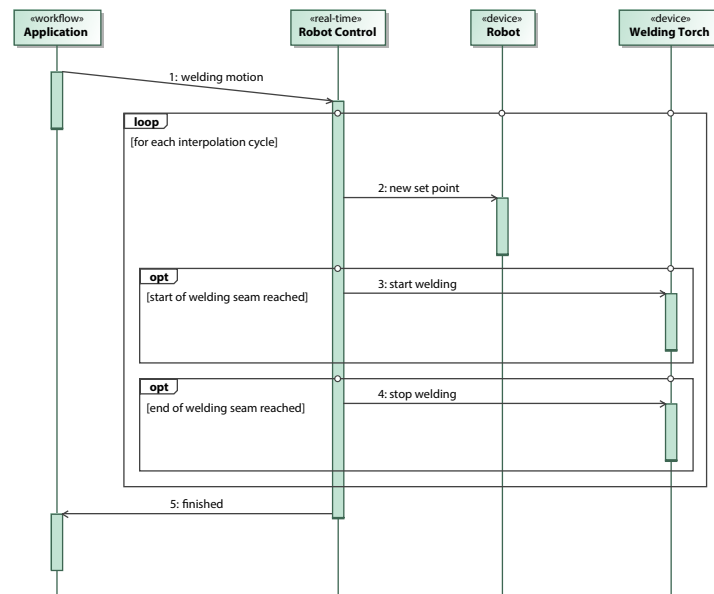 «workflow»
Application
«real-time»
Robot Control
«device»
Robot
«device»
Welding Torch
1: welding motion
loop
[for each interpolation cycle]
2: new set point
opt
[start of welding seam reached]
3: start welding
opt
[end of welding seam reached]
4: stop welding
5: finished